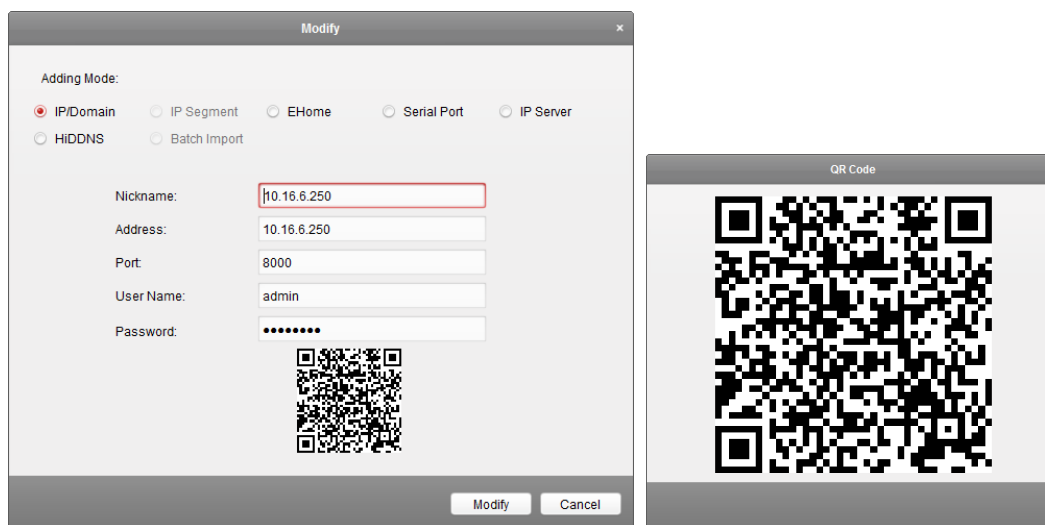 Modify ×
Adding Mode:
IP/Domain IP Segment EHome Serial Port IP Server
HiDDNS Batch Import
Nickname: 10.16.6.250
Address: 10.16.6.250
Port: 8000
User Name: admin
Password: ●●●●●●●●
Modify Cancel
QR Code